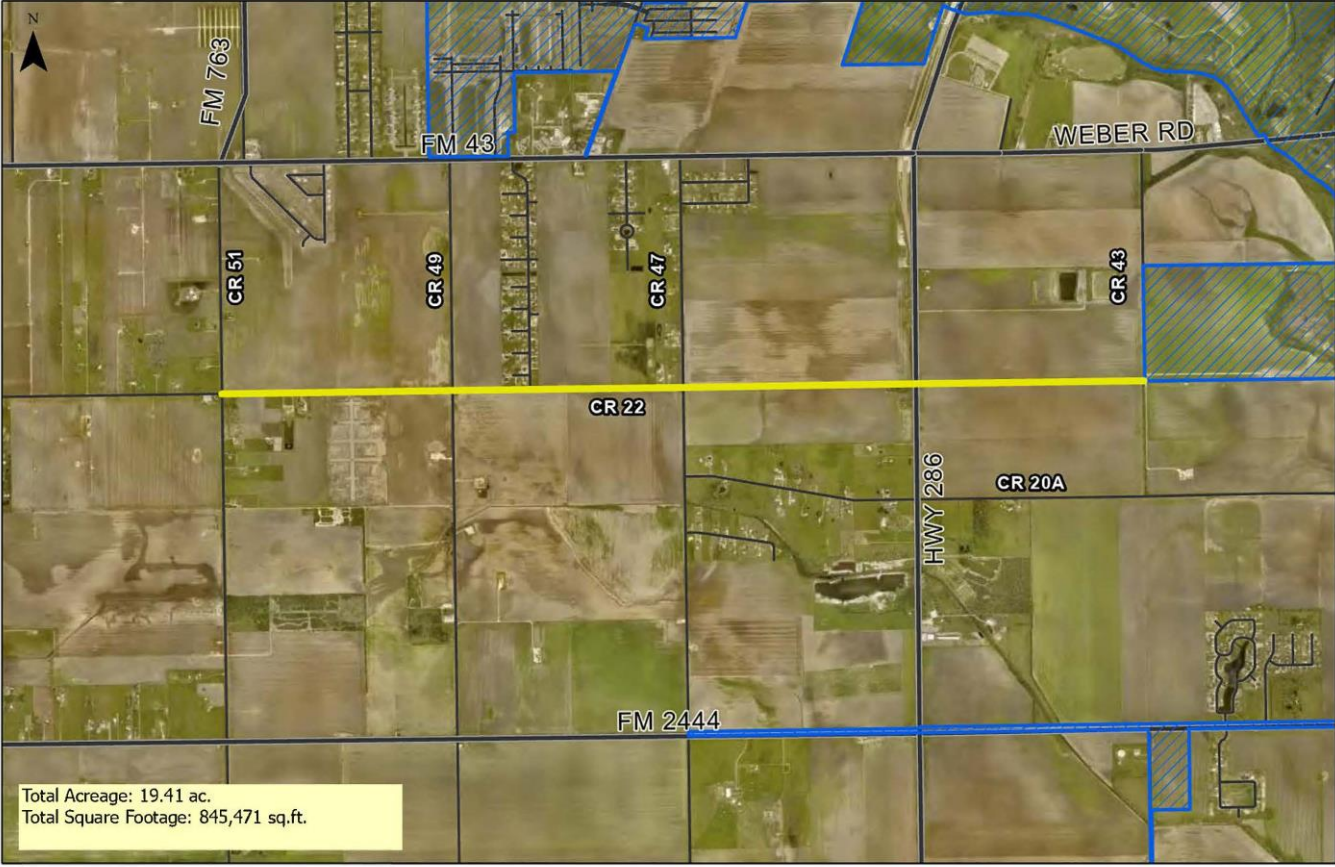 N
FM 763
FM 43
WEBER RD
CR 51
CR 49
CR 47
CR 43
CR 22
HWY 286
CR 20A
FM 2444
Total Acreage: 19.41 ac.
Total Square Footage: 845,471 sq.ft.